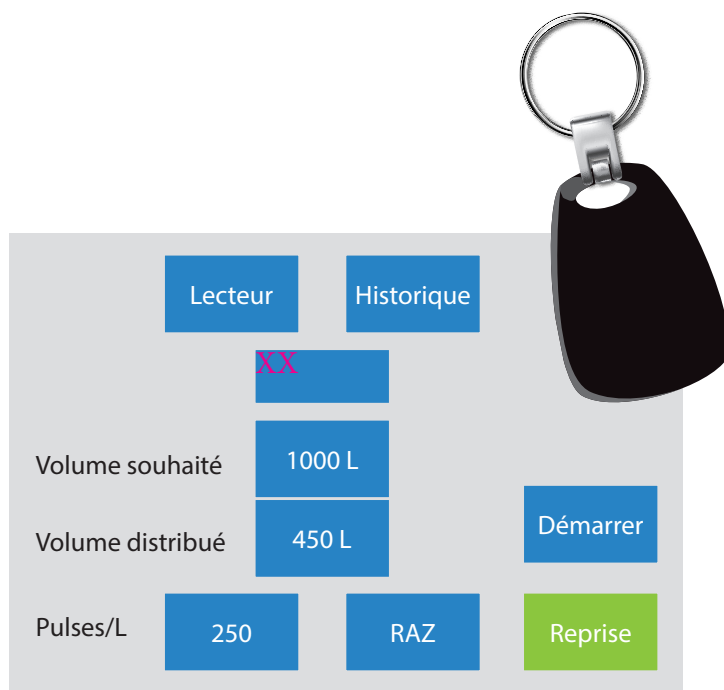 Lecteur
Historique
XX
Volume souhaité
1000 L
Volume distribué
450 L
Démarrer
Pulses/L
250
RAZ
Reprise